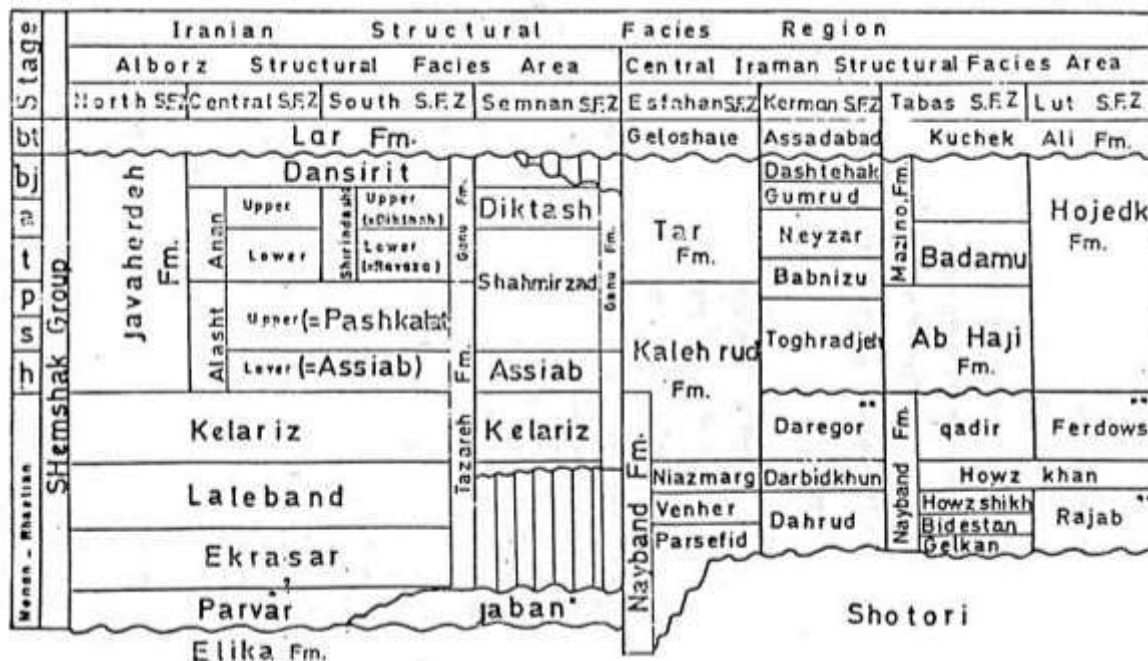 Stage
Iranian Structural Facies Region
Alborz Structural Facies Area
Central Iraman Structural Facies Area
North S.F.Z
Central S.F.Z
South S.F.Z
Semnan S.F.Z
Esfahan S.F.Z
Kerman S.F.Z
Tabas S.F.Z
Lut S.F.Z
bt
Lar Fm.
Geloshate
Assadabad
Kuchek Ali Fm.
bj
a
t
p
s
h
SHemshak Group
Javaherdeh Fm.
Dansirit
Anan
Upper
Lower
Shirindasht
Upper
Lower
Ganu Fm.
Diktash
Shahmirzad
Ganu Fm.
Alasht
Upper (=Pashkalat
(=Assiab)
Assiab
Tazareh Fm.
Tar Fm.
Kaleh rud Fm.
Dashtehak
Gumrud
Neyzar
Babnizu
Toghradjeh
Mazino, Fm.
Badamu
Ab Haji Fm.
Hojedk Fm.
Kelariz
Kelariz
Lateband
Ekrasar
Parvar ?
Jaban*
Elika Fm.
Nayband Fm.
Niazmarg
Venher
Parsefid
Daregor**
Darbidkhun
Dahrud
Nayband Fm.
qadir
Ferdows**
Howz khan
Howzshikh
Bidestan
Gelkan
Rajab**
Shotori